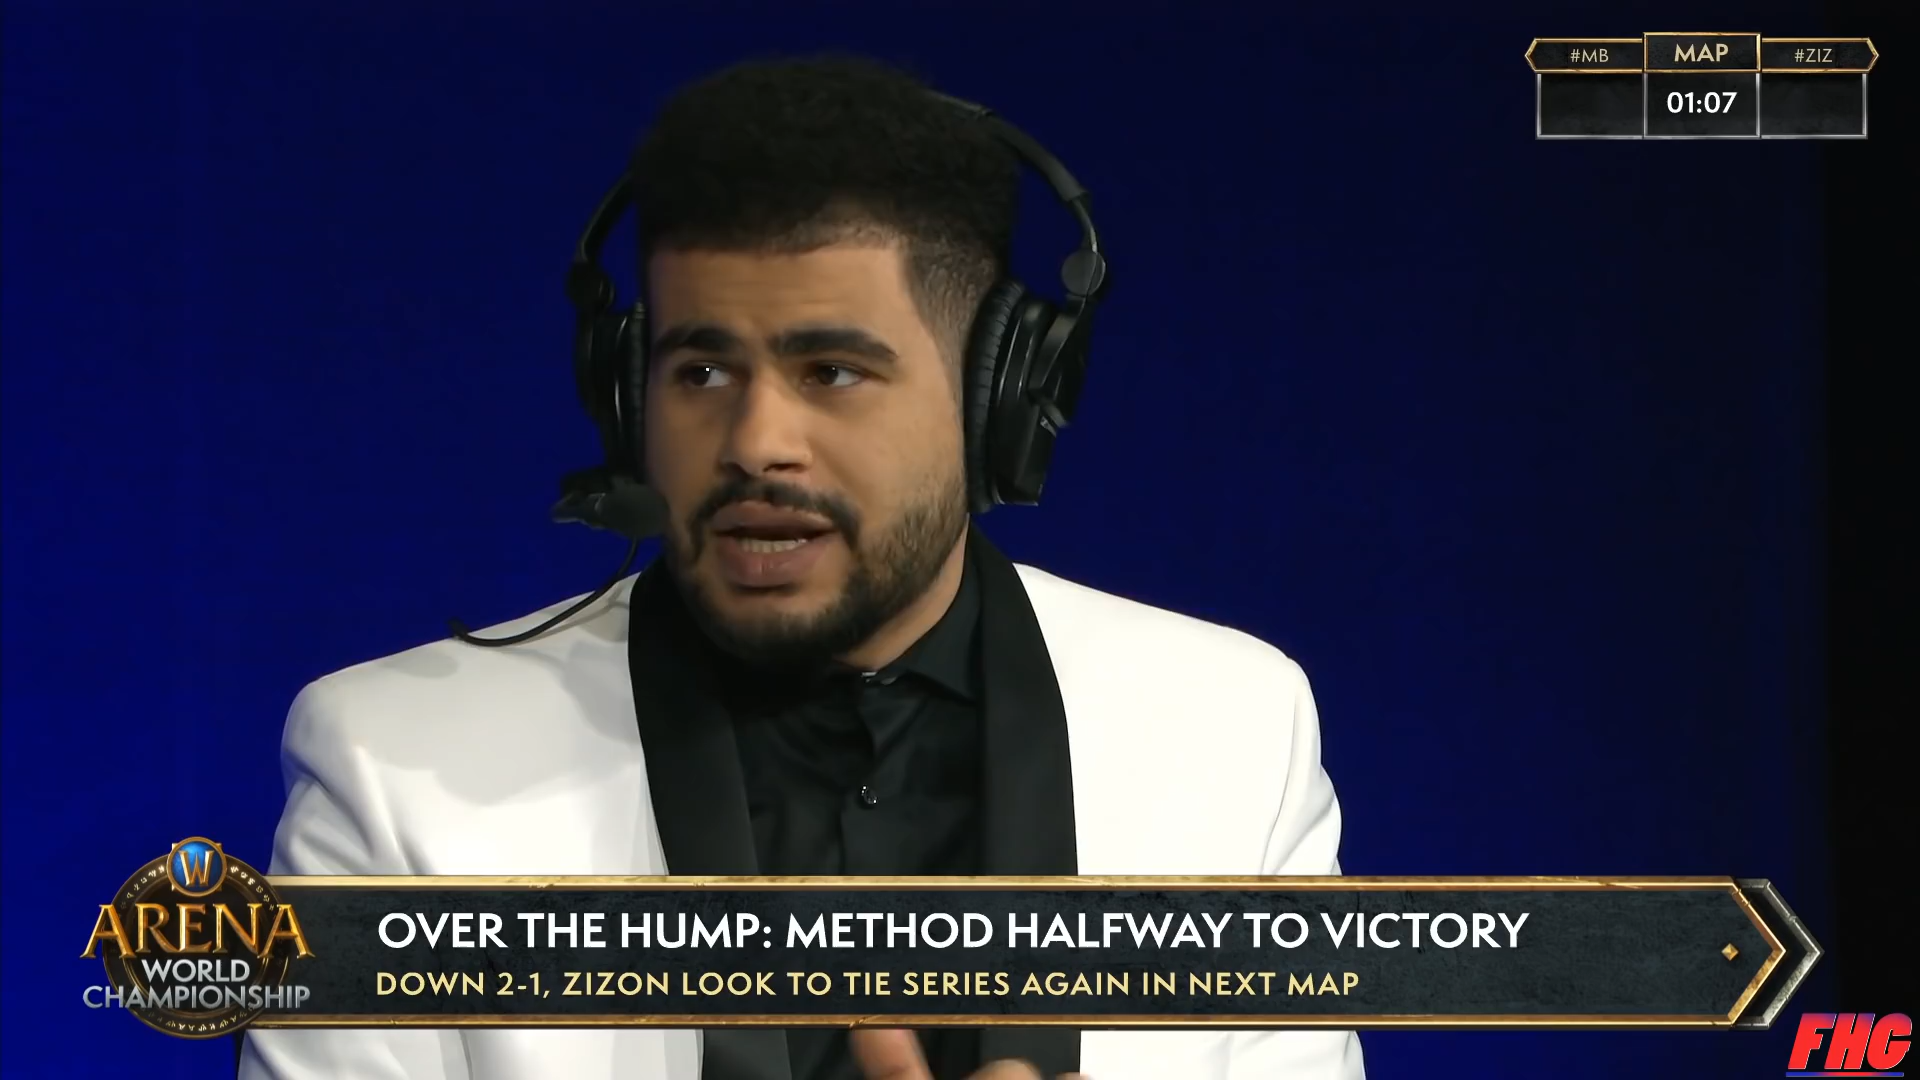 #MB MAP #ZIZ
01:07
W
ARENA
WORLD
CHAMPIONSHIP
OVER THE HUMP: METHOD HALFWAY TO VICTORY
DOWN 2-1, ZIZON LOOK TO TIE SERIES AGAIN IN NEXT MAP
FHG